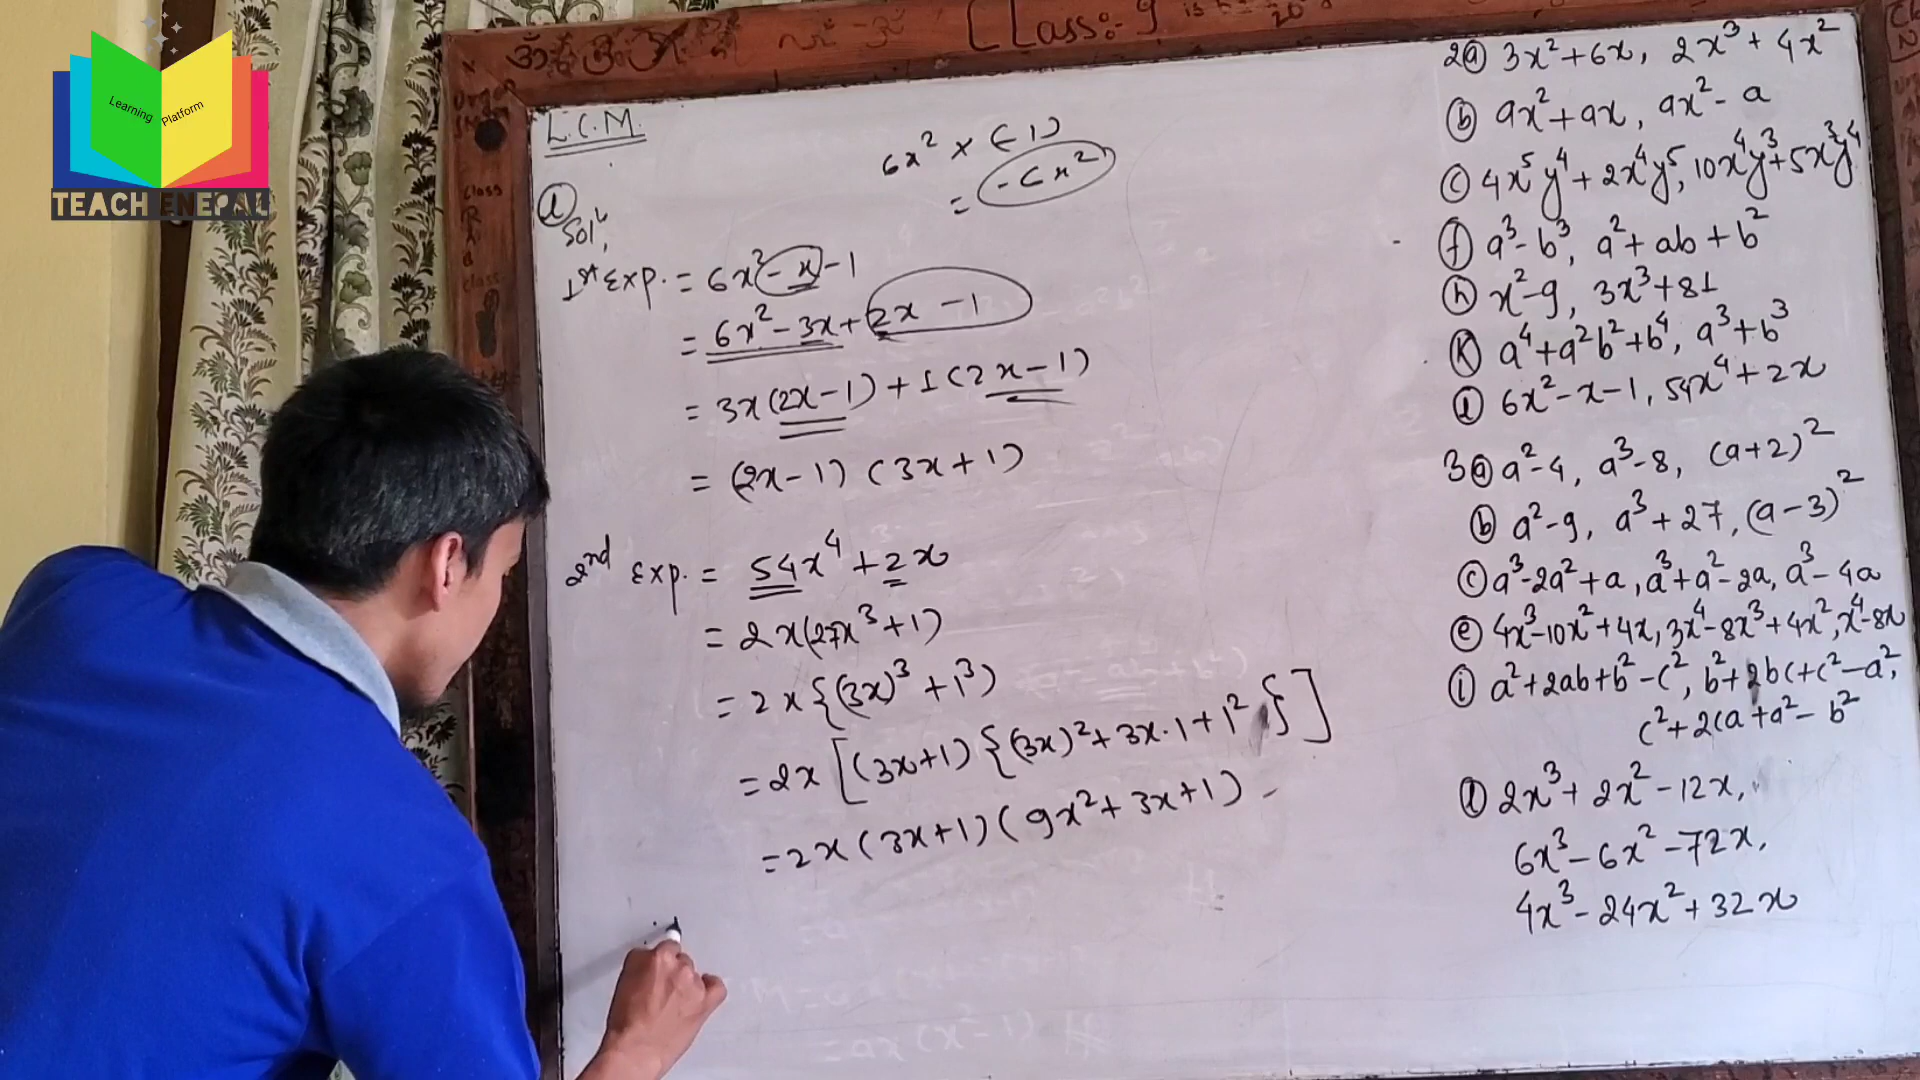 Learning Platform
TEACH ENEPAL
Class:- 9
L.C.M.
6x² × (-1)
= -6x²
(l)
Solⁿ,
1st Exp. = 6x² - x - 1
= 6x² - 3x + 2x - 1
= 3x(2x-1) + 1(2x-1)
= (2x-1) (3x+1)
2nd Exp. = 54x⁴ + 2x
= 2x(27x³+1)
= 2x{(3x)³ + 1³)
= 2x[(3x+1){(3x)²+3x·1+1²}]
= 2x(3x+1)(9x²+3x+1)
2(a) 3x²+6x, 2x³+4x²
(b) ax²+ax, ax²-a
(c) 4x⁵y⁴+2x⁴y⁵, 10x⁴y³+5x³y⁴
(f) a³-b³, a²+ab+b²
(h) x²-9, 3x³+81
(k) a⁴+a²b²+b⁴, a³+b³
(l) 6x²-x-1, 54x⁴+2x
3(a) a²-4, a³-8, (a+2)²
(b) a²-9, a³+27, (a-3)²
(c) a³-2a²+a, a³+a²-2a, a³-4a
(e) 4x³-10x²+4x, 3x⁴-8x³+4x², x⁴-8x
(i) a²+2ab+b²-c², b²+2bc+c²-a²,
c²+2ca+a²-b²
(l) 2x³+2x²-12x,
6x³-6x²-72x,
4x³-24x²+32x